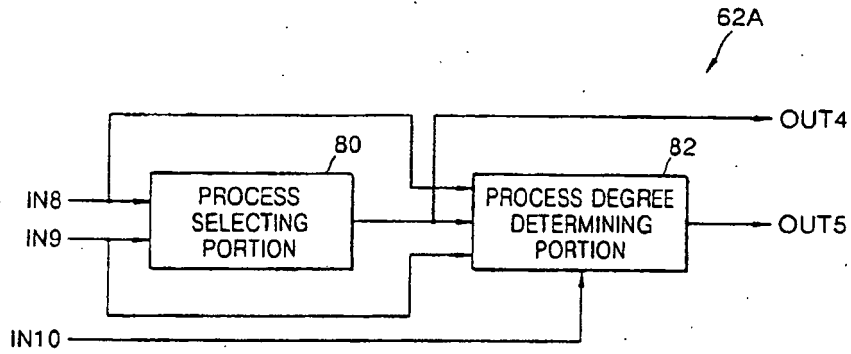 62A
OUT4
80
82
IN8
PROCESS
SELECTING
PORTION
PROCESS DEGREE
DETERMINING
PORTION
OUT5
IN9
IN10